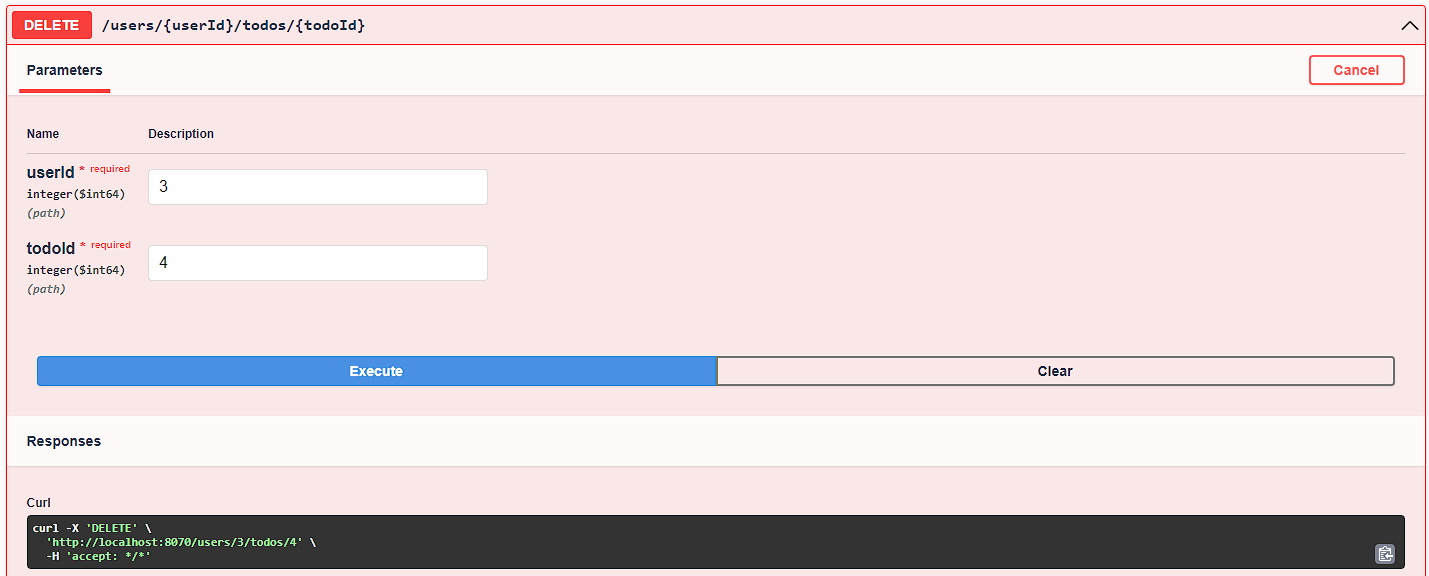 DELETE /users/{userId}/todos/{todoId}
Parameters
Cancel
Name Description
userId * required
integer($int64)
(path)
3
todoId * required
integer($int64)
(path)
4
Execute Clear
Responses
Curl
curl -X 'DELETE' \
'http://localhost:8070/users/3/todos/4' \
-H 'accept: */*'